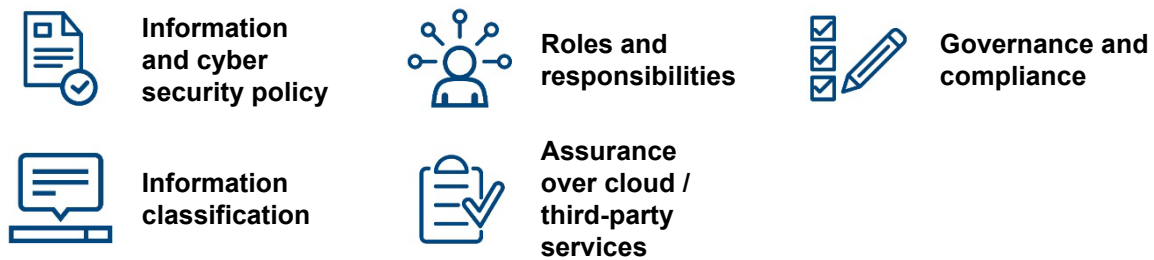 Information
and cyber
security policy
Roles and
responsibilities
Governance and
compliance
Information
classification
Assurance
over cloud /
third-party
services